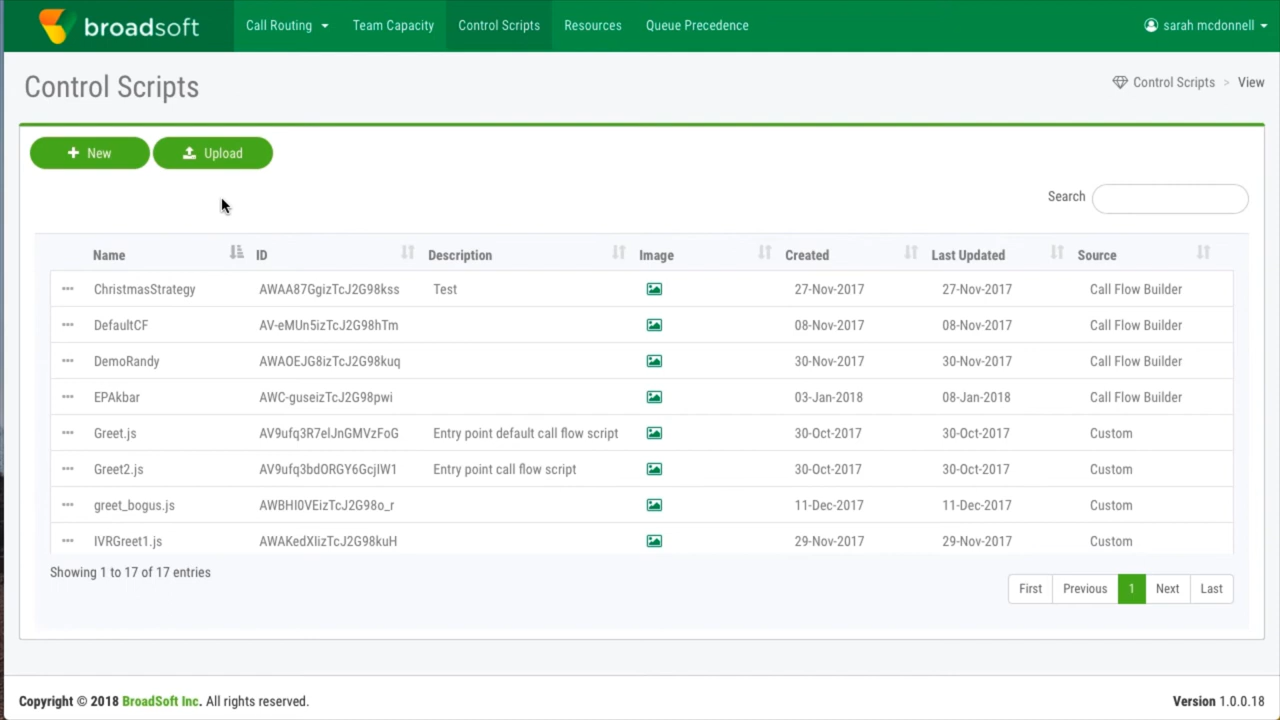 broadsoft Call Routing Team Capacity Control Scripts Resources Queue Precedence sarah mcdonnell
Control Scripts Control Scripts > View
+ New Upload
Search
Name ID Description Image Created Last Updated Source
ChristmasStrategy AWAA87GgizTcJ2G98kss Test 27-Nov-2017 27-Nov-2017 Call Flow Builder
DefaultCF AV-eMUn5izTcJ2G98hTm 08-Nov-2017 08-Nov-2017 Call Flow Builder
DemoRandy AWAOEJG8izTcJ2G98kuq 30-Nov-2017 30-Nov-2017 Call Flow Builder
EPAkbar AWC-guseizTcJ2G98pwi 03-Jan-2018 08-Jan-2018 Call Flow Builder
Greet.js AV9ufq3R7elJnGMVzFoG Entry point default call flow script 30-Oct-2017 30-Oct-2017 Custom
Greet2.js AV9ufq3bdORGY6GcjIW1 Entry point call flow script 30-Oct-2017 30-Oct-2017 Custom
greet_bogus.js AWBHI0VEizTcJ2G98o_r 11-Dec-2017 11-Dec-2017 Custom
IVRGreet1.js AWAKedXIizTcJ2G98kuH 29-Nov-2017 29-Nov-2017 Custom
Showing 1 to 17 of 17 entries
First Previous 1 Next Last
Copyright © 2018 BroadSoft Inc. All rights reserved. Version 1.0.0.18